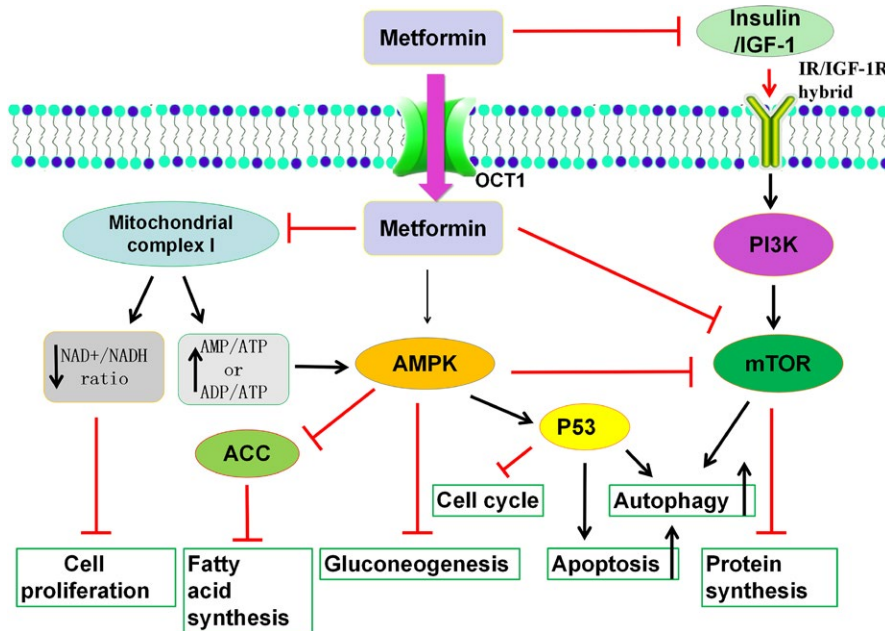 Metformin
Insulin
/IGF-1
IR/IGF-1R
hybrid
OCT1
Mitochondrial
complex I
Metformin
PI3K
NAD+/NADH
ratio
AMP/ATP
or
ADP/ATP
AMPK
mTOR
ACC
P53
Cell cycle
Autophagy
Cell
proliferation
Fatty
acid
synthesis
Gluconeogenesis
Apoptosis
Protein
synthesis